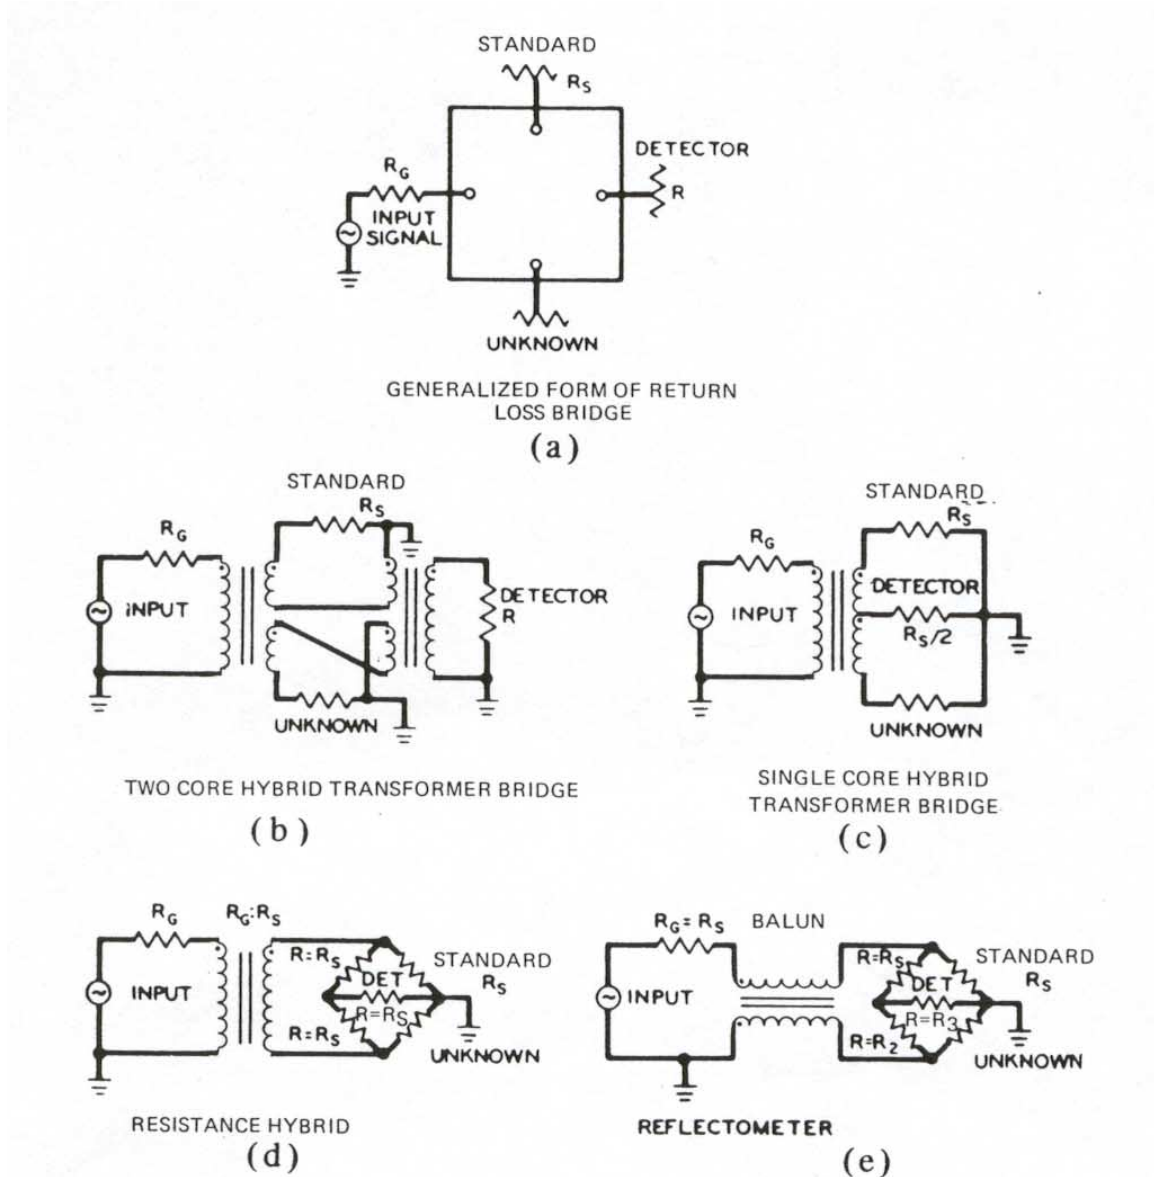 STANDARD
RS
DETECTOR
RG
R
INPUT
SIGNAL
UNKNOWN
GENERALIZED FORM OF RETURN
LOSS BRIDGE
(a)
STANDARD
RS
RG
INPUT
DETECTOR
R
UNKNOWN
TWO CORE HYBRID TRANSFORMER BRIDGE
(b)
STANDARD
RS
RG
DETECTOR
INPUT
RS/2
UNKNOWN
SINGLE CORE HYBRID
TRANSFORMER BRIDGE
(c)
RG
RG:RS
R=RS
STANDARD
RS
DET
INPUT
R=RS
R=RS
UNKNOWN
RESISTANCE HYBRID
(d)
RG=RS
BALUN
R=RS
STANDARD
RS
DET
INPUT
R=R3
R=R2
UNKNOWN
REFLECTOMETER
(e)